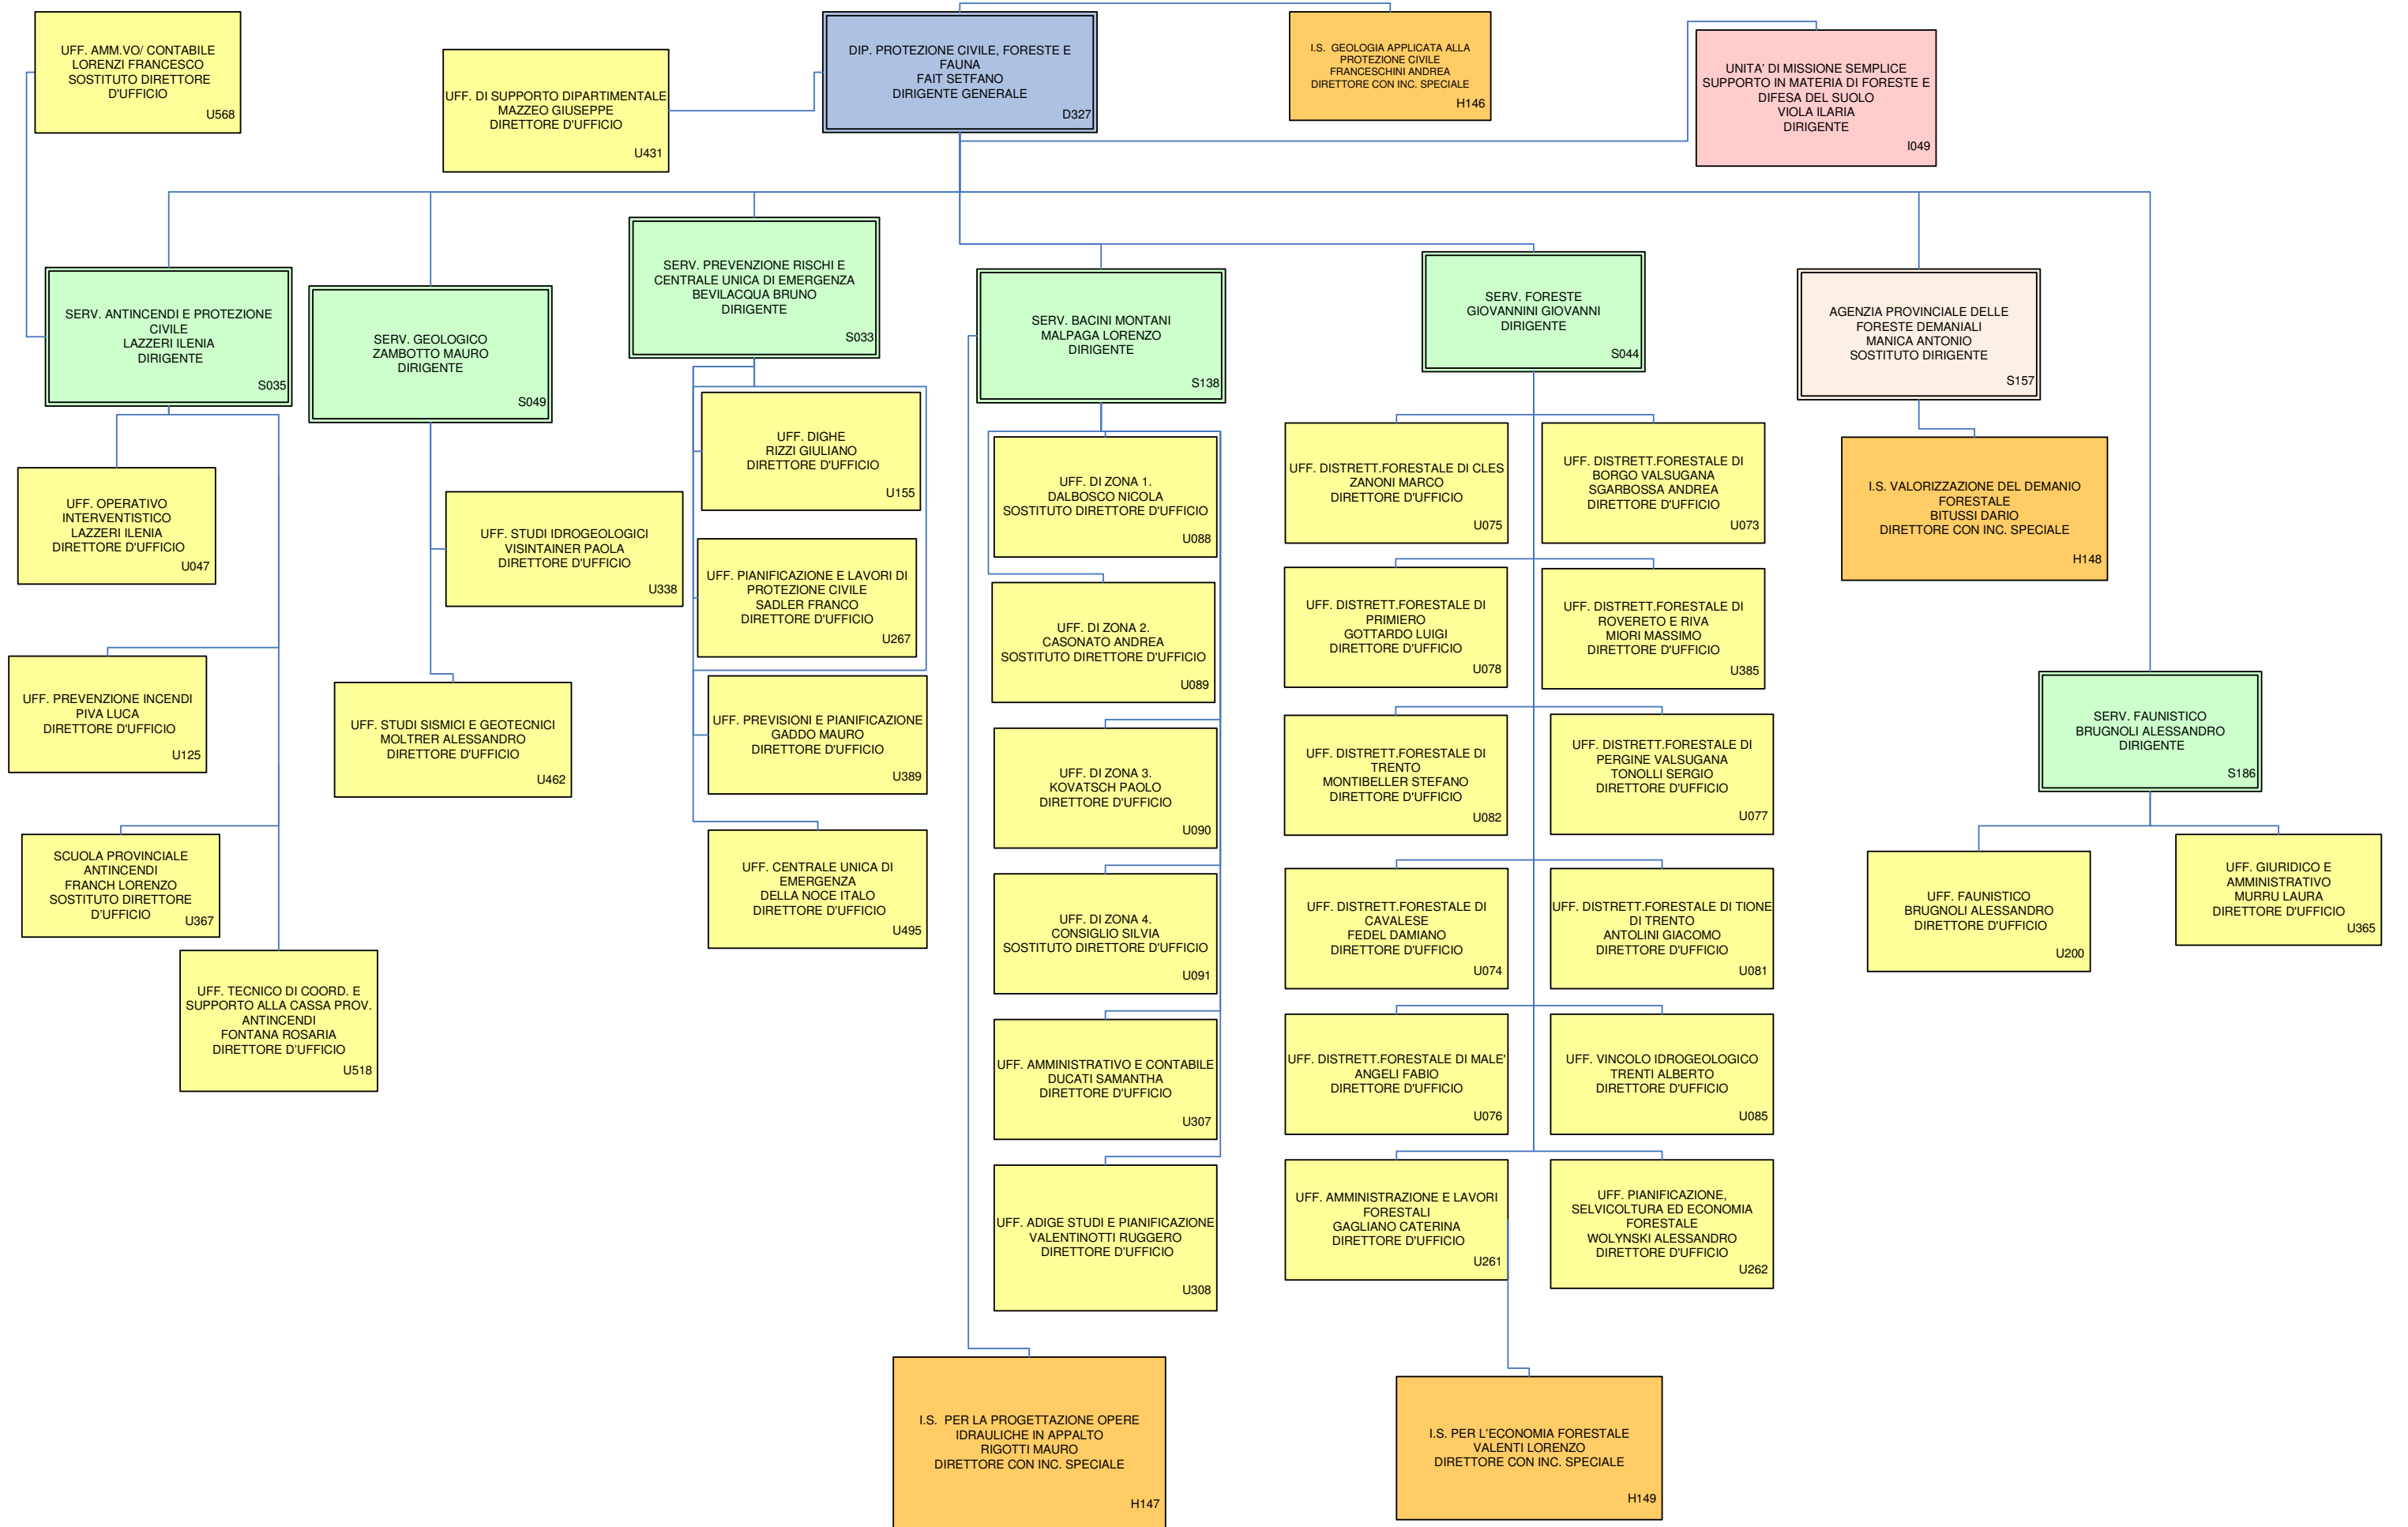 UFF. AMM.VO/ CONTABILE
LORENZI FRANCESCO
SOSTITUTO DIRETTORE
D'UFFICIO
U568
UFF. DI SUPPORTO DIPARTIMENTALE
MAZZEO GIUSEPPE
DIRETTORE D'UFFICIO
U431
DIP. PROTEZIONE CIVILE, FORESTE E
FAUNA
FAIT SETFANO
DIRIGENTE GENERALE
D327
I.S. GEOLOGIA APPLICATA ALLA
PROTEZIONE CIVILE
FRANCESCHINI ANDREA
DIRETTORE CON INC. SPECIALE
H146
UNITA' DI MISSIONE SEMPLICE
SUPPORTO IN MATERIA DI FORESTE E
DIFESA DEL SUOLO
VIOLA ILARIA
DIRIGENTE
I049
SERV. ANTINCENDI E PROTEZIONE
CIVILE
LAZZERI ILENIA
DIRIGENTE
S035
SERV. GEOLOGICO
ZAMBOTTO MAURO
DIRIGENTE
S049
SERV. PREVENZIONE RISCHI E
CENTRALE UNICA DI EMERGENZA
BEVILACQUA BRUNO
DIRIGENTE
S033
SERV. BACINI MONTANI
MALPAGA LORENZO
DIRIGENTE
S138
SERV. FORESTE
GIOVANNINI GIOVANNI
DIRIGENTE
S044
AGENZIA PROVINCIALE DELLE
FORESTE DEMANIALI
MANICA ANTONIO
SOSTITUTO DIRIGENTE
S157
UFF. OPERATIVO
INTERVENTISTICO
LAZZERI ILENIA
DIRETTORE D'UFFICIO
U047
UFF. PREVENZIONE INCENDI
PIVA LUCA
DIRETTORE D'UFFICIO
U125
SCUOLA PROVINCIALE
ANTINCENDI
FRANCH LORENZO
SOSTITUTO DIRETTORE
D'UFFICIO
U367
UFF. TECNICO DI COORD. E
SUPPORTO ALLA CASSA PROV.
ANTINCENDI
FONTANA ROSARIA
DIRETTORE D'UFFICIO
U518
UFF. STUDI IDROGEOLOGICI
VISINTAINER PAOLA
DIRETTORE D'UFFICIO
U338
UFF. STUDI SISMICI E GEOTECNICI
MOLTRER ALESSANDRO
DIRETTORE D'UFFICIO
U462
UFF. DIGHE
RIZZI GIULIANO
DIRETTORE D'UFFICIO
U155
UFF. PIANIFICAZIONE E LAVORI DI
PROTEZIONE CIVILE
SADLER FRANCO
DIRETTORE D'UFFICIO
U267
UFF. PREVISIONI E PIANIFICAZIONE
GADDO MAURO
DIRETTORE D'UFFICIO
U389
UFF. CENTRALE UNICA DI
EMERGENZA
DELLA NOCE ITALO
DIRETTORE D'UFFICIO
U495
UFF. DI ZONA 1.
DALBOSCO NICOLA
SOSTITUTO DIRETTORE D'UFFICIO
U088
UFF. DI ZONA 2.
CASONATO ANDREA
SOSTITUTO DIRETTORE D'UFFICIO
U089
UFF. DI ZONA 3.
KOVATSCH PAOLO
DIRETTORE D'UFFICIO
U090
UFF. DI ZONA 4.
CONSIGLIO SILVIA
SOSTITUTO DIRETTORE D'UFFICIO
U091
UFF. AMMINISTRATIVO E CONTABILE
DUCATI SAMANTHA
DIRETTORE D'UFFICIO
U307
UFF. ADIGE STUDI E PIANIFICAZIONE
VALENTINOTTI RUGGERO
DIRETTORE D'UFFICIO
U308
I.S. PER LA PROGETTAZIONE OPERE
IDRAULICHE IN APPALTO
RIGOTTI MAURO
DIRETTORE CON INC. SPECIALE
H147
UFF. DISTRETT.FORESTALE DI CLES
ZANONI MARCO
DIRETTORE D'UFFICIO
U075
UFF. DISTRETT.FORESTALE DI
BORGO VALSUGANA
SGARBOSSA ANDREA
DIRETTORE D'UFFICIO
U073
UFF. DISTRETT.FORESTALE DI
PRIMIERO
GOTTARDO LUIGI
DIRETTORE D'UFFICIO
U078
UFF. DISTRETT.FORESTALE DI
ROVERETO E RIVA
MIORI MASSIMO
DIRETTORE D'UFFICIO
U385
UFF. DISTRETT.FORESTALE DI
TRENTO
MONTIBELLER STEFANO
DIRETTORE D'UFFICIO
U082
UFF. DISTRETT.FORESTALE DI
PERGINE VALSUGANA
TONOLLI SERGIO
DIRETTORE D'UFFICIO
U077
UFF. DISTRETT.FORESTALE DI
CAVALESE
FEDEL DAMIANO
DIRETTORE D'UFFICIO
U074
UFF. DISTRETT.FORESTALE DI TIONE
DI TRENTO
ANTOLINI GIACOMO
DIRETTORE D'UFFICIO
U081
UFF. DISTRETT.FORESTALE DI MALE'
ANGELI FABIO
DIRETTORE D'UFFICIO
U076
UFF. VINCOLO IDROGEOLOGICO
TRENTI ALBERTO
DIRETTORE D'UFFICIO
U085
UFF. AMMINISTRAZIONE E LAVORI
FORESTALI
GAGLIANO CATERINA
DIRETTORE D'UFFICIO
U261
UFF. PIANIFICAZIONE,
SELVICOLTURA ED ECONOMIA
FORESTALE
WOLYNSKI ALESSANDRO
DIRETTORE D'UFFICIO
U262
I.S. PER L'ECONOMIA FORESTALE
VALENTI LORENZO
DIRETTORE CON INC. SPECIALE
H149
I.S. VALORIZZAZIONE DEL DEMANIO
FORESTALE
BITUSSI DARIO
DIRETTORE CON INC. SPECIALE
H148
SERV. FAUNISTICO
BRUGNOLI ALESSANDRO
DIRIGENTE
S186
UFF. FAUNISTICO
BRUGNOLI ALESSANDRO
DIRETTORE D'UFFICIO
U200
UFF. GIURIDICO E
AMMINISTRATIVO
MURRU LAURA
DIRETTORE D'UFFICIO
U365